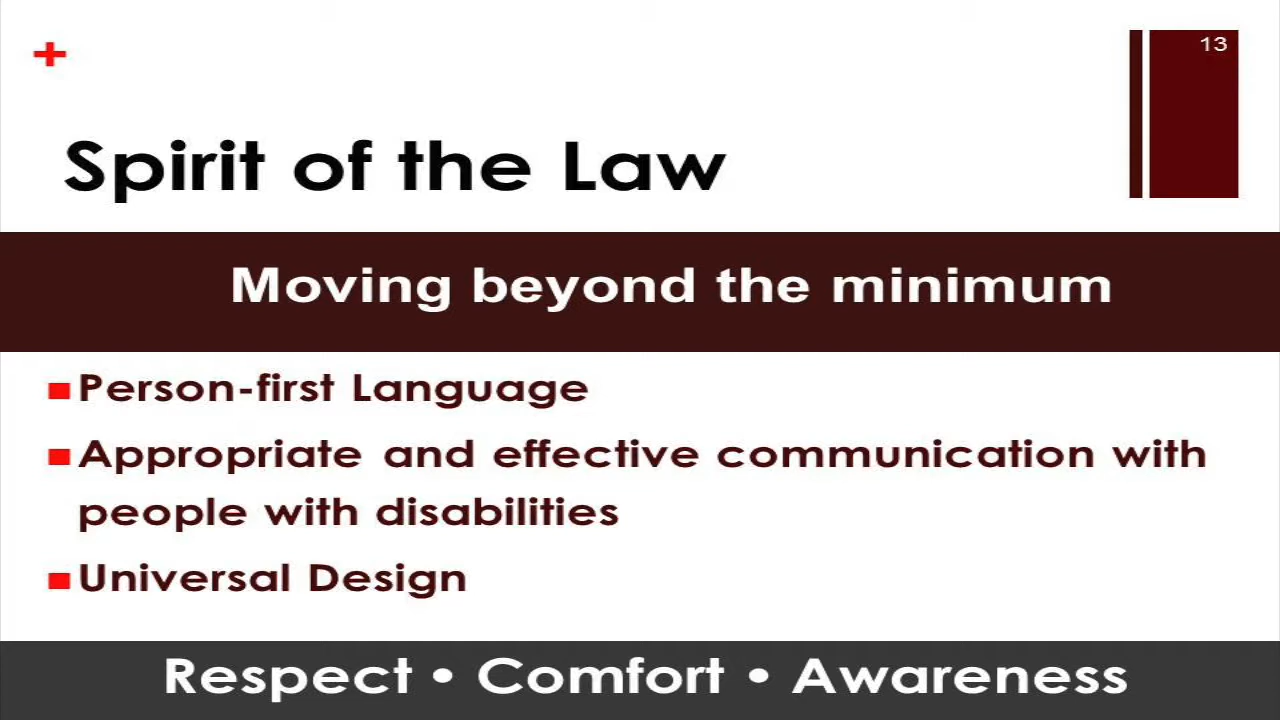 +
13
Spirit of the Law
Moving beyond the minimum
Person-first Language
Appropriate and effective communication with
people with disabilities
Universal Design
Respect • Comfort • Awareness